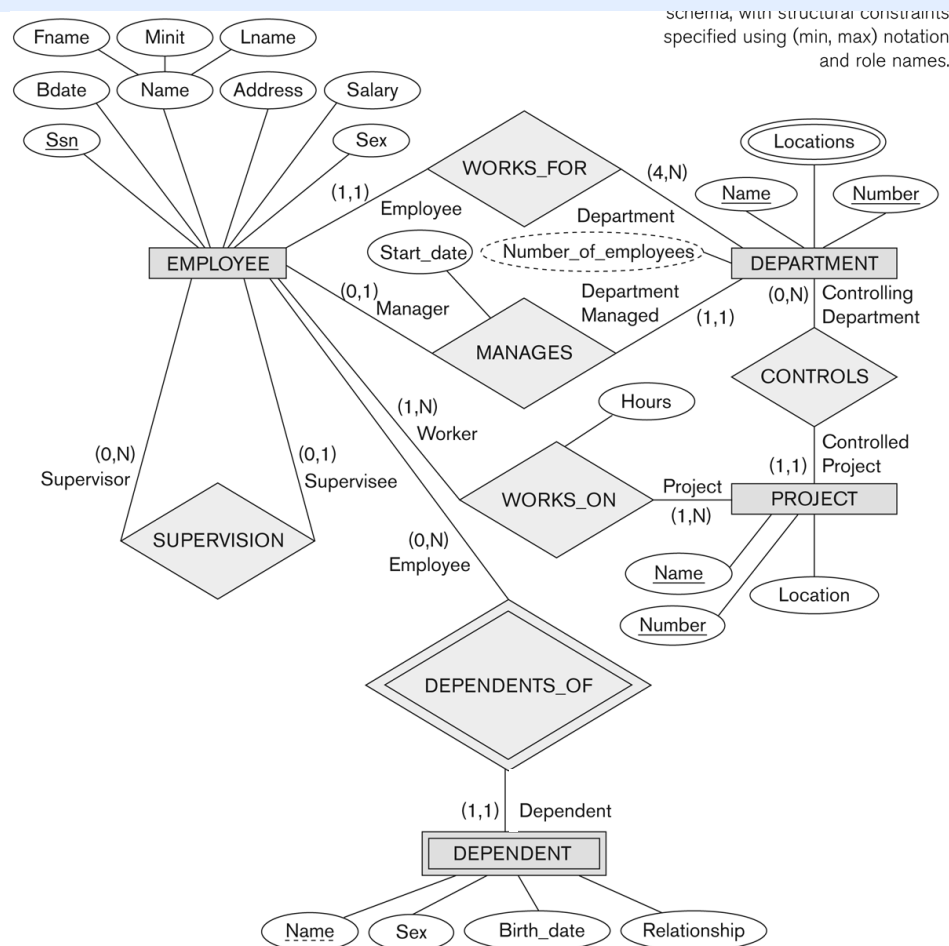 schema, with structural constraints
specified using (min, max) notation
and role names.
Fname
Minit
Lname
Bdate
Name
Address
Salary
Ssn
Sex
WORKS_FOR
(4,N)
Locations
Name
Number
(1,1)
Employee
Department
Start_date
Number_of_employees
EMPLOYEE
DEPARTMENT
(0,1)
Manager
Department
Managed
(1,1)
(0,N)
Controlling
Department
MANAGES
CONTROLS
(1,N)
Worker
Hours
(0,N)
Supervisor
(0,1)
Supervisee
Controlled
Project
(1,1)
WORKS_ON
Project
(1,N)
PROJECT
SUPERVISION
(0,N)
Employee
Name
Location
Number
DEPENDENTS_OF
(1,1)
Dependent
DEPENDENT
Name
Sex
Birth_date
Relationship